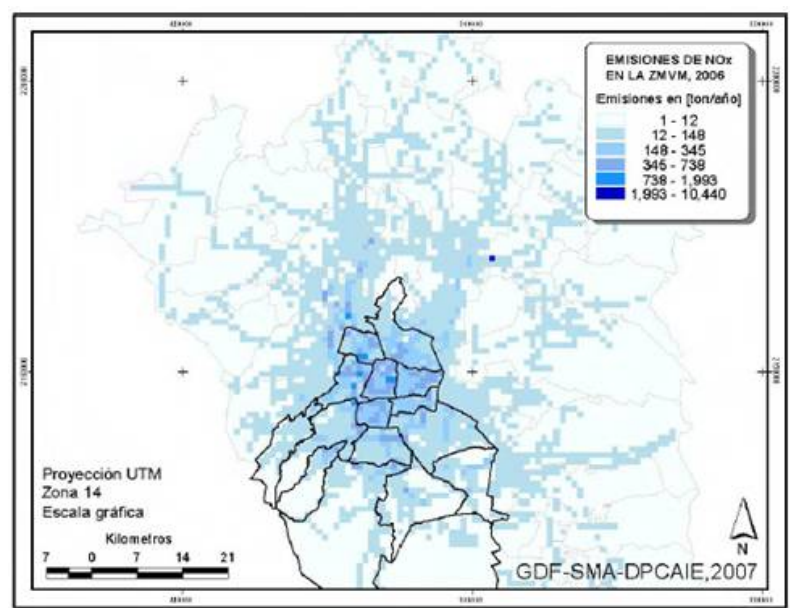 EMISIONES DE NOx
EN LA ZMVM, 2006
Emisiones en [ton/año]
1 - 12
12 - 148
148 - 345
345 - 738
738 - 1,993
1,993 - 10,440
Proyección UTM
Zona 14
Escala gráfica
Kilometros
7 0 7 14 21
N
GDF-SMA-DPCAIE,2007